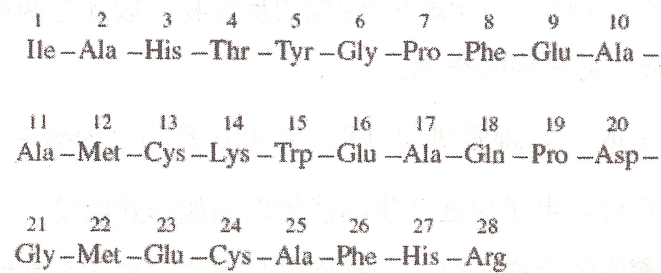 1 2 3 4 5 6 7 8 9 10
Ile–Ala–His–Thr–Tyr–Gly–Pro–Phe–Glu–Ala–
11 12 13 14 15 16 17 18 19 20
Ala–Met–Cys–Lys–Trp–Glu–Ala–Gln–Pro–Asp–
21 22 23 24 25 26 27 28
Gly–Met–Glu–Cys–Ala–Phe–His–Arg